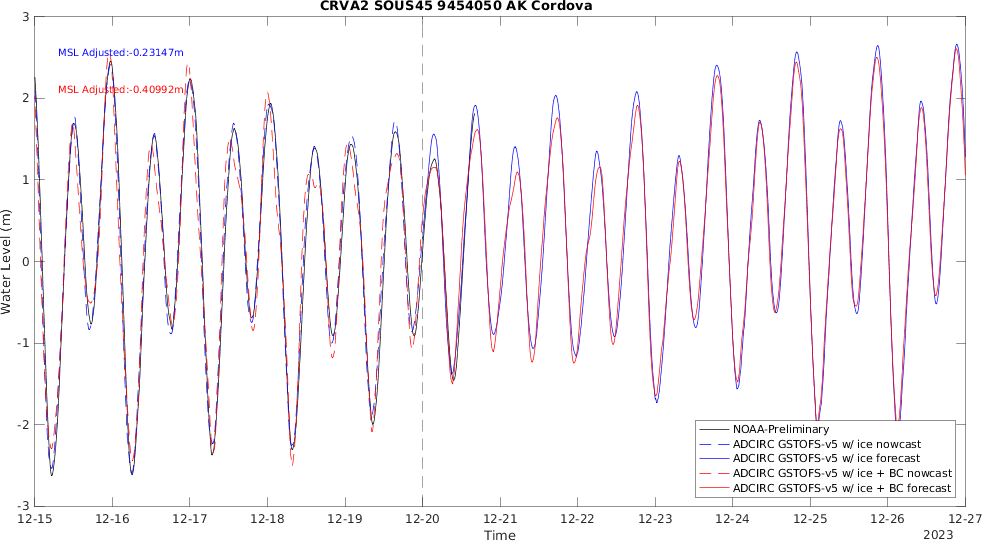 CRVA2 SOUS45 9454050 AK Cordova
MSL Adjusted:-0.23147m
MSL Adjusted:-0.40992m
Water Level (m)
3
2
1
0
-1
-2
-3
NOAA-Preliminary
ADCIRC GSTOFS-v5 w/ ice nowcast
ADCIRC GSTOFS-v5 w/ ice forecast
ADCIRC GSTOFS-v5 w/ ice + BC nowcast
ADCIRC GSTOFS-v5 w/ ice + BC forecast
12-15 12-16 12-17 12-18 12-19 12-20 12-21 12-22 12-23 12-24 12-25 12-26 12-27
Time
2023